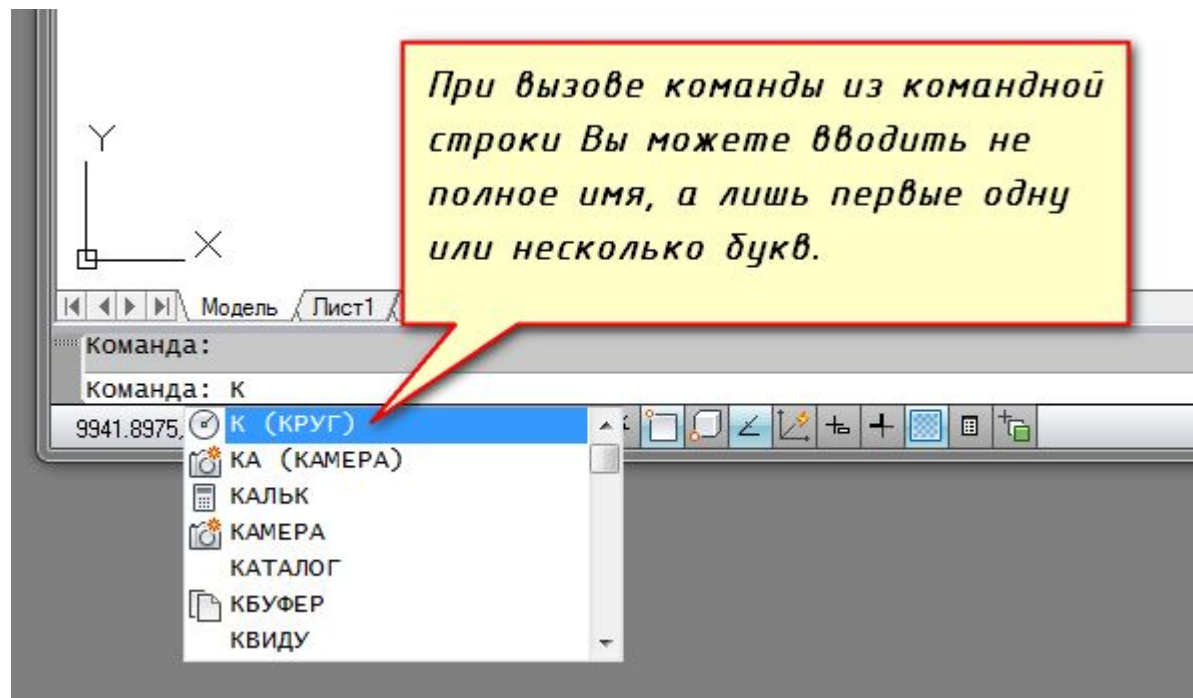 При вызове команды из командной
строки Вы можете вводить не
полное имя, а лишь первые одну
или несколько букв.
Y
X
Модель / Лист1 /
Команда:
Команда: К
9941.8975,
К (КРУГ)
КА (КАМЕРА)
КАЛЬК
КАМЕРА
КАТАЛОГ
КБУФЕР
КВИДУ